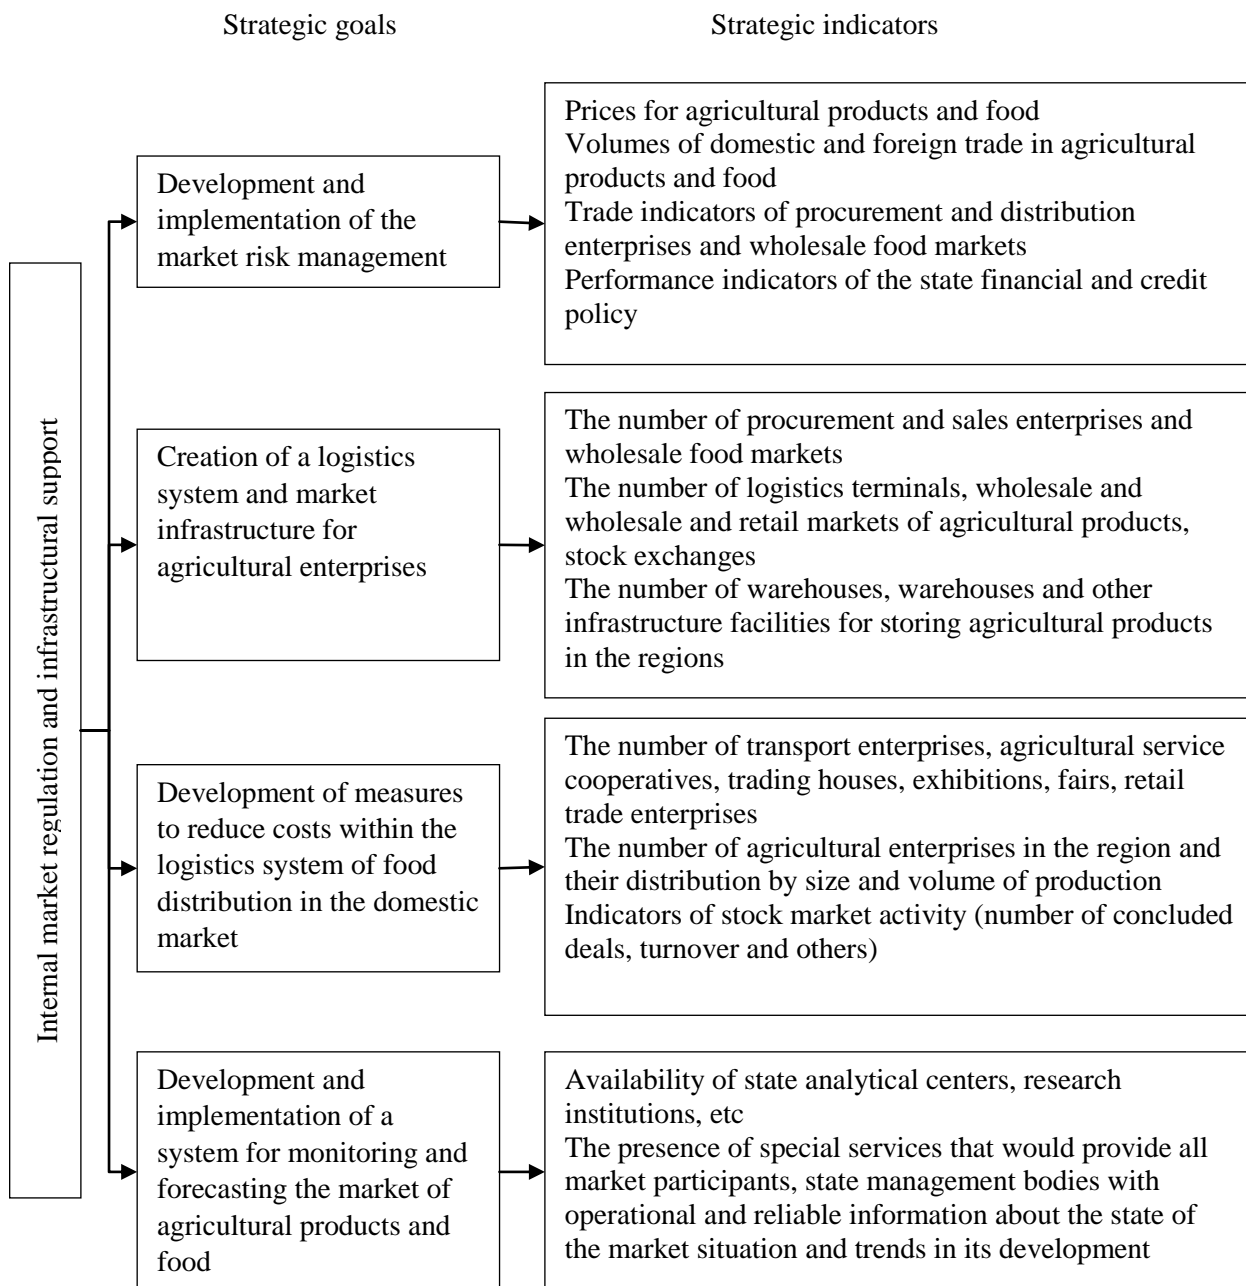 Strategic goals
Strategic indicators
Internal market regulation and infrastructural support
Development and
implementation of the
market risk management
Prices for agricultural products and food
Volumes of domestic and foreign trade in agricultural
products and food
Trade indicators of procurement and distribution
enterprises and wholesale food markets
Performance indicators of the state financial and credit
policy
Creation of a logistics
system and market
infrastructure for
agricultural enterprises
The number of procurement and sales enterprises and
wholesale food markets
The number of logistics terminals, wholesale and
wholesale and retail markets of agricultural products,
stock exchanges
The number of warehouses, warehouses and other
infrastructure facilities for storing agricultural products
in the regions
Development of measures
to reduce costs within the
logistics system of food
distribution in the domestic
market
The number of transport enterprises, agricultural service
cooperatives, trading houses, exhibitions, fairs, retail
trade enterprises
The number of agricultural enterprises in the region and
their distribution by size and volume of production
Indicators of stock market activity (number of concluded
deals, turnover and others)
Development and
implementation of a
system for monitoring and
forecasting the market of
agricultural products and
food
Availability of state analytical centers, research
institutions, etc
The presence of special services that would provide all
market participants, state management bodies with
operational and reliable information about the state of
the market situation and trends in its development